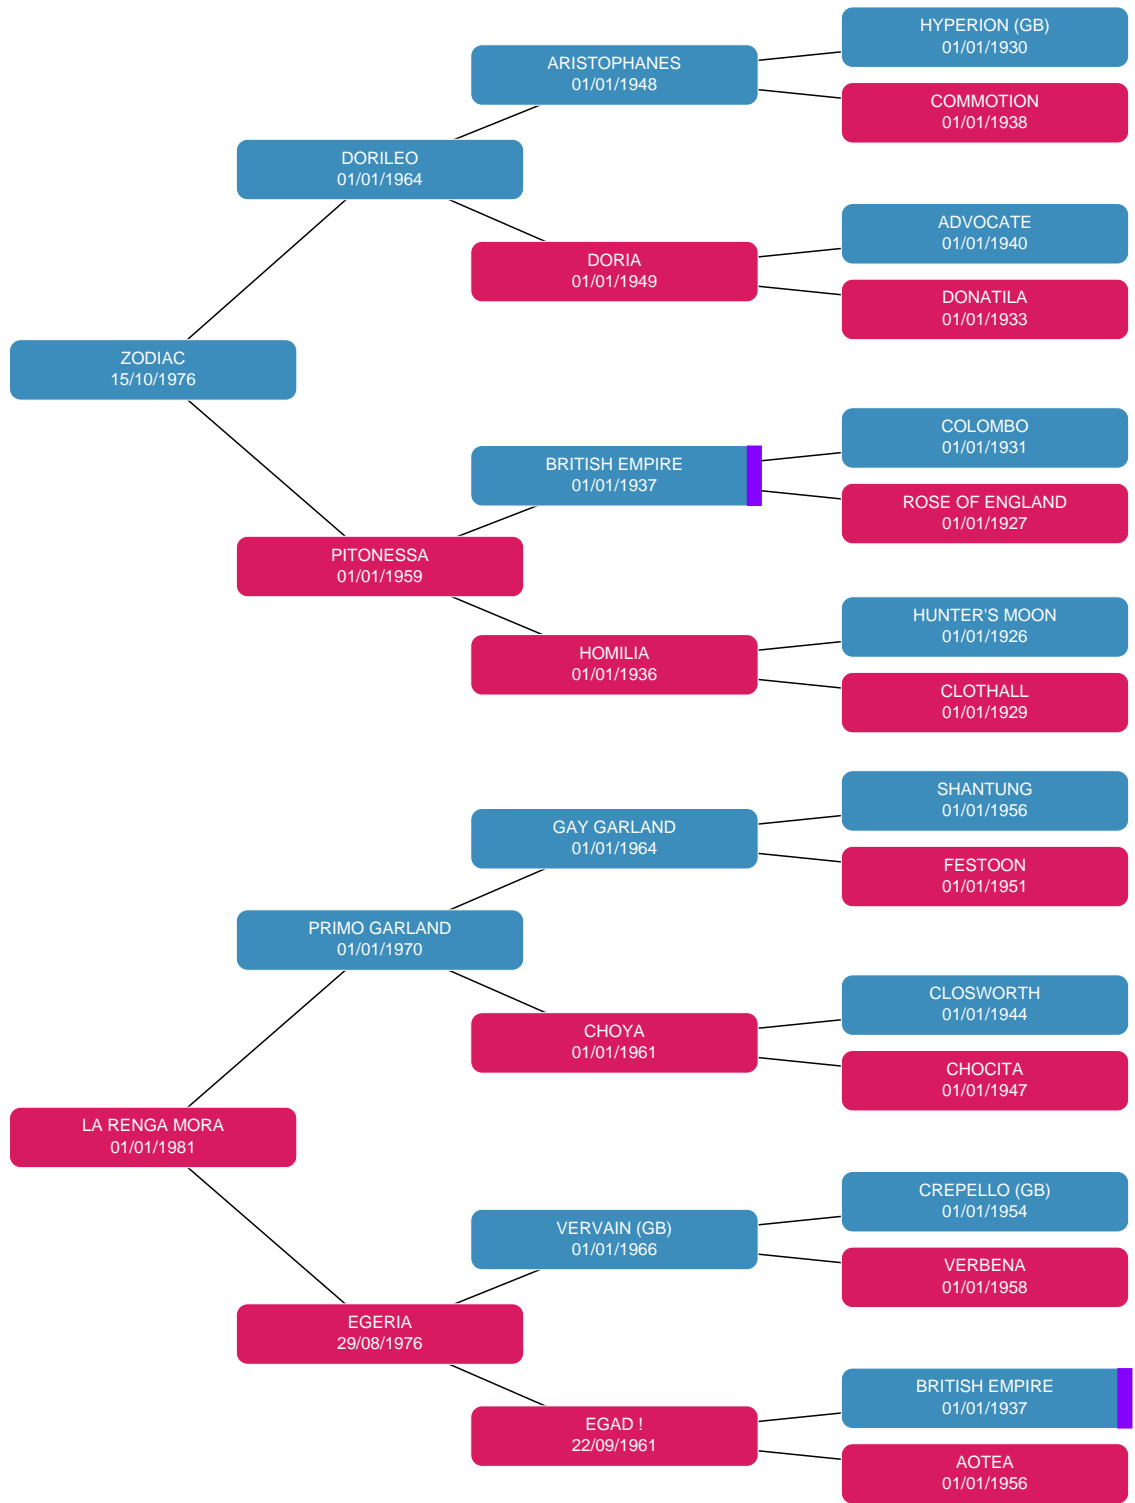 HYPERION (GB)
01/01/1930
ARISTOPHANES
01/01/1948
COMMOTION
01/01/1938
DORILEO
01/01/1964
ADVOCATE
01/01/1940
DORIA
01/01/1949
DONATILA
01/01/1933
ZODIAC
15/10/1976
COLOMBO
01/01/1931
BRITISH EMPIRE
01/01/1937
ROSE OF ENGLAND
01/01/1927
PITONESSA
01/01/1959
HUNTER'S MOON
01/01/1926
HOMILIA
01/01/1936
CLOTHALL
01/01/1929
SHANTUNG
01/01/1956
GAY GARLAND
01/01/1964
FESTOON
01/01/1951
PRIMO GARLAND
01/01/1970
CLOSWORTH
01/01/1944
CHOYA
01/01/1961
CHOCITA
01/01/1947
LA RENGA MORA
01/01/1981
CREPELLO (GB)
01/01/1954
VERVAIN (GB)
01/01/1966
VERBENA
01/01/1958
EGERIA
29/08/1976
BRITISH EMPIRE
01/01/1937
EGAD !
22/09/1961
AOTEA
01/01/1956